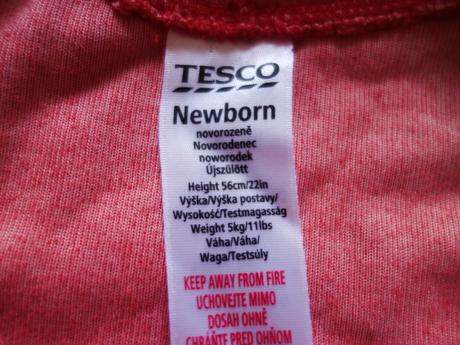 TESCO
Newborn
novorozeně
Novorodenec
noworodek
Újszülött
Height 56cm/22in
Výška/Výška postavy/
Wysokość/Testmagasság
Weight 5kg/11lbs
Váha/Váha/
Waga/Testsúly
KEEP AWAY FROM FIRE
UCHOVEJTE MIMO
DOSAH OHNĚ
CHRÁŇTE PRED OHŇOM